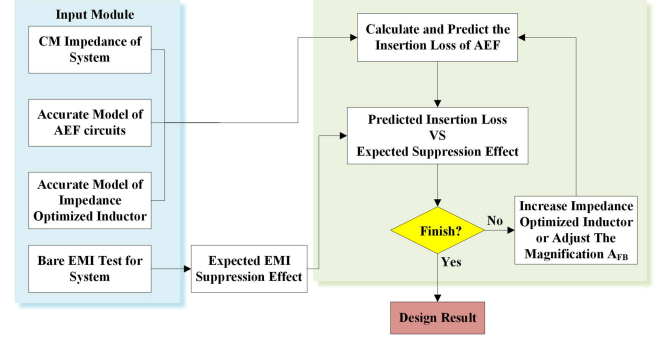 Input Module
CM Impedance of
System
Accurate Model of
AEF circuits
Accurate Model of
Impedance
Optimized Inductor
Bare EMI Test for
System
Expected EMI
Suppression Effect
Calculate and Predict the
Insertion Loss of AEF
Predicted Insertion Loss
VS
Expected Suppression Effect
Finish?
No
Yes
Increase Impedance
Optimized Inductor
or Adjust The
Magnification AFB
Design Result